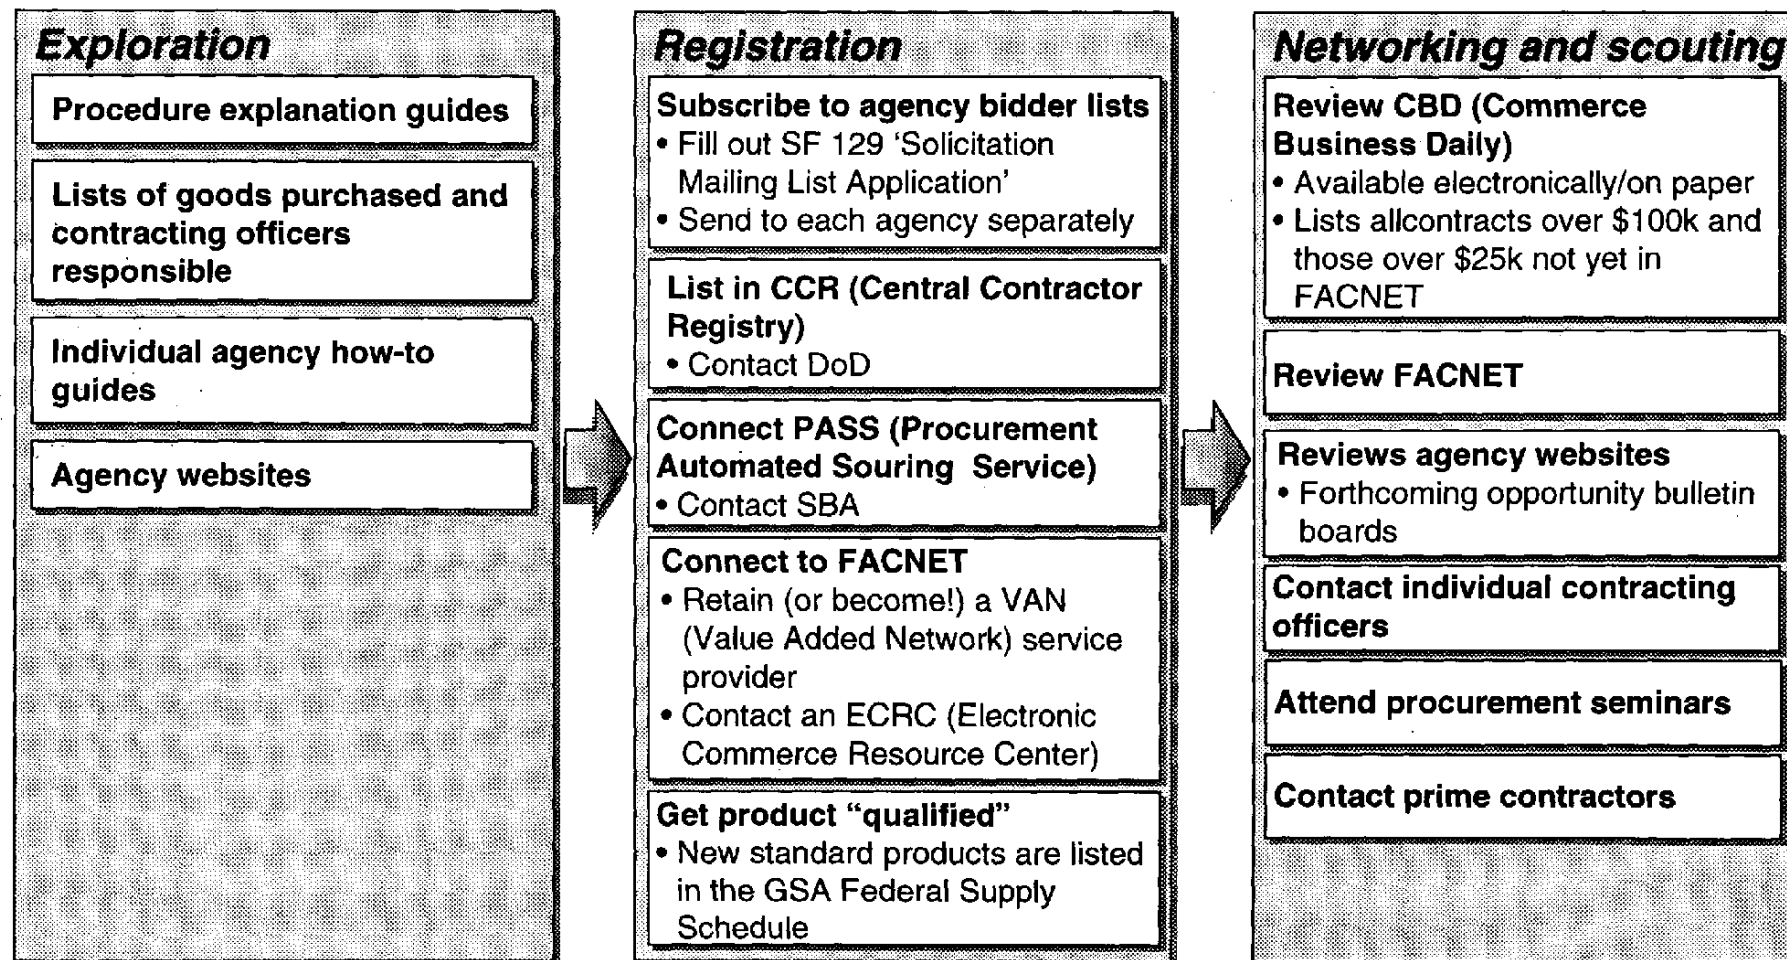 Exploration
Procedure explanation guides
Lists of goods purchased and
contracting officers
responsible
Individual agency how-to
guides
Agency websites
Registration
Subscribe to agency bidder lists
• Fill out SF 129 ‘Solicitation
Mailing List Application’
• Send to each agency separately
List in CCR (Central Contractor
Registry)
• Contact DoD
Connect PASS (Procurement
Automated Souring Service)
• Contact SBA
Connect to FACNET
• Retain (or become!) a VAN
(Value Added Network) service
provider
• Contact an ECRC (Electronic
Commerce Resource Center)
Get product “qualified”
• New standard products are listed
in the GSA Federal Supply
Schedule
Networking and scouting
Review CBD (Commerce
Business Daily)
• Available electronically/on paper
• Lists allcontracts over $100k and
those over $25k not yet in
FACNET
Review FACNET
Reviews agency websites
• Forthcoming opportunity bulletin
boards
Contact individual contracting
officers
Attend procurement seminars
Contact prime contractors